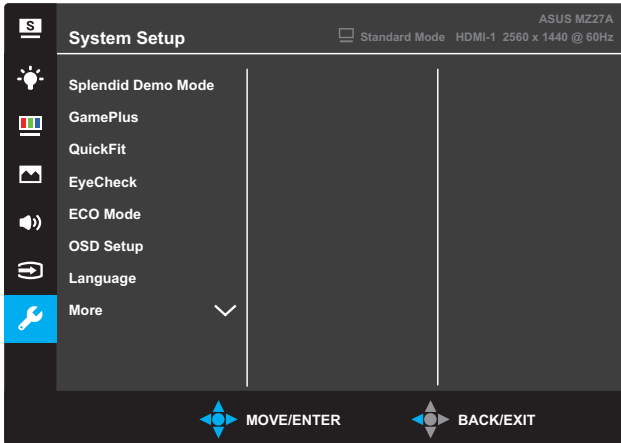 S
ASUS MZ27A
System Setup
Standard Mode HDMI-1 2560 x 1440 @ 60Hz
Splendid Demo Mode
GamePlus
QuickFit
EyeCheck
ECO Mode
OSD Setup
Language
More
MOVE/ENTER BACK/EXIT